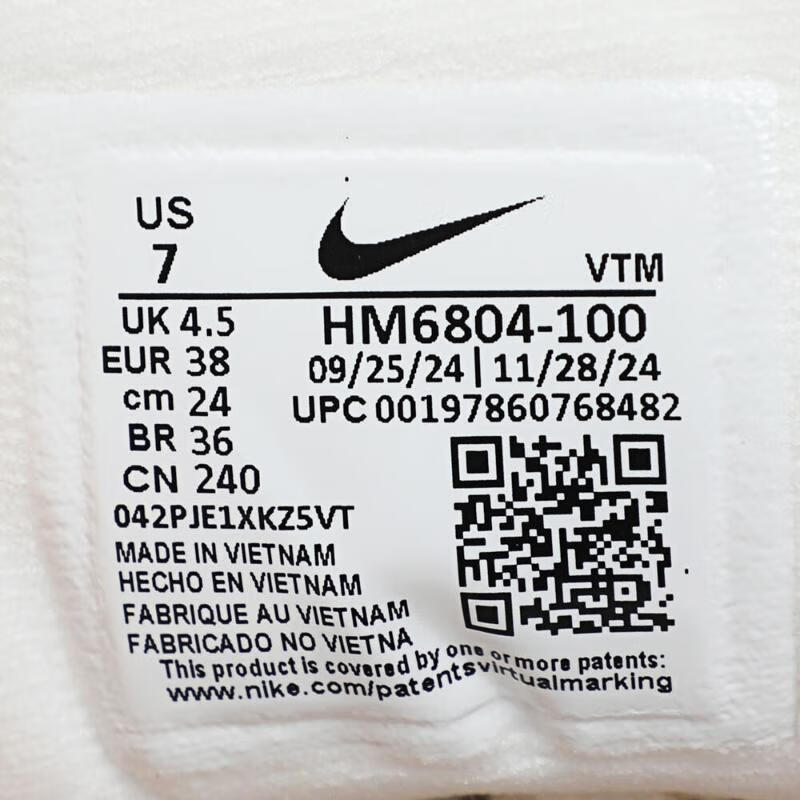 US
7
VTM
UK 4.5
EUR 38
cm 24
BR 36
CN 240
HM6804-100
09/25/24 | 11/28/24
UPC 00197860768482
042PJE1XKZ5VT
MADE IN VIETNAM
HECHO EN VIETNAM
FABRIQUE AU VIETNAM
FABRICADO NO VIETNA
This product is covered by one or more patents:
www.nike.com/patentsvirtualmarking